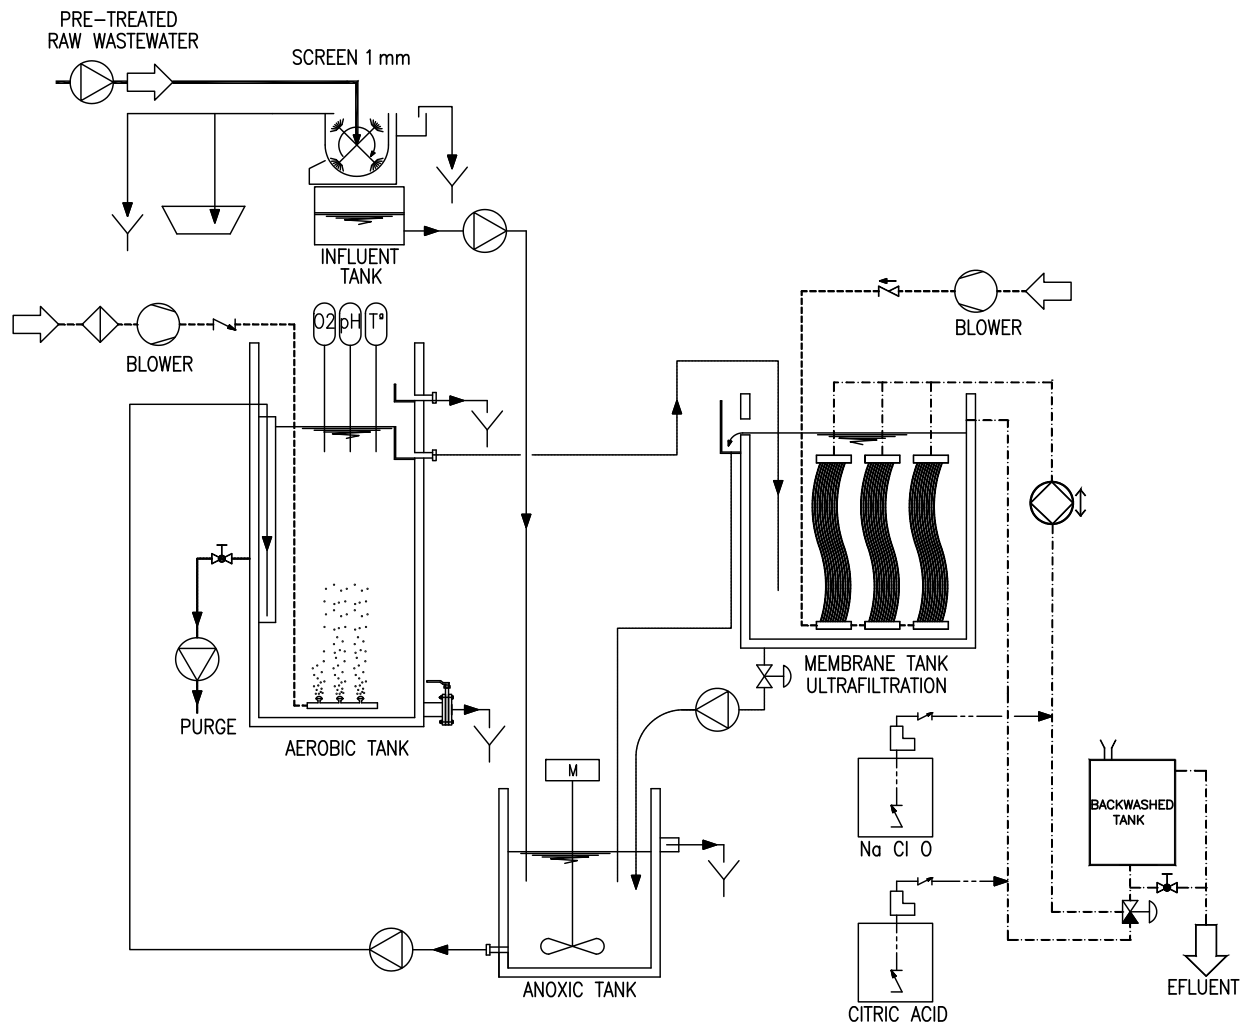 PRE-TREATED
RAW WASTEWATER
SCREEN 1 mm
INFLUENT
TANK
O2 pH Tª
BLOWER
BLOWER
MEMBRANE TANK
ULTRAFILTRATION
PURGE
AEROBIC TANK
M
BACKWASHED
TANK
Na Cl O
ANOXIC TANK
EFLUENT
CITRIC ACID